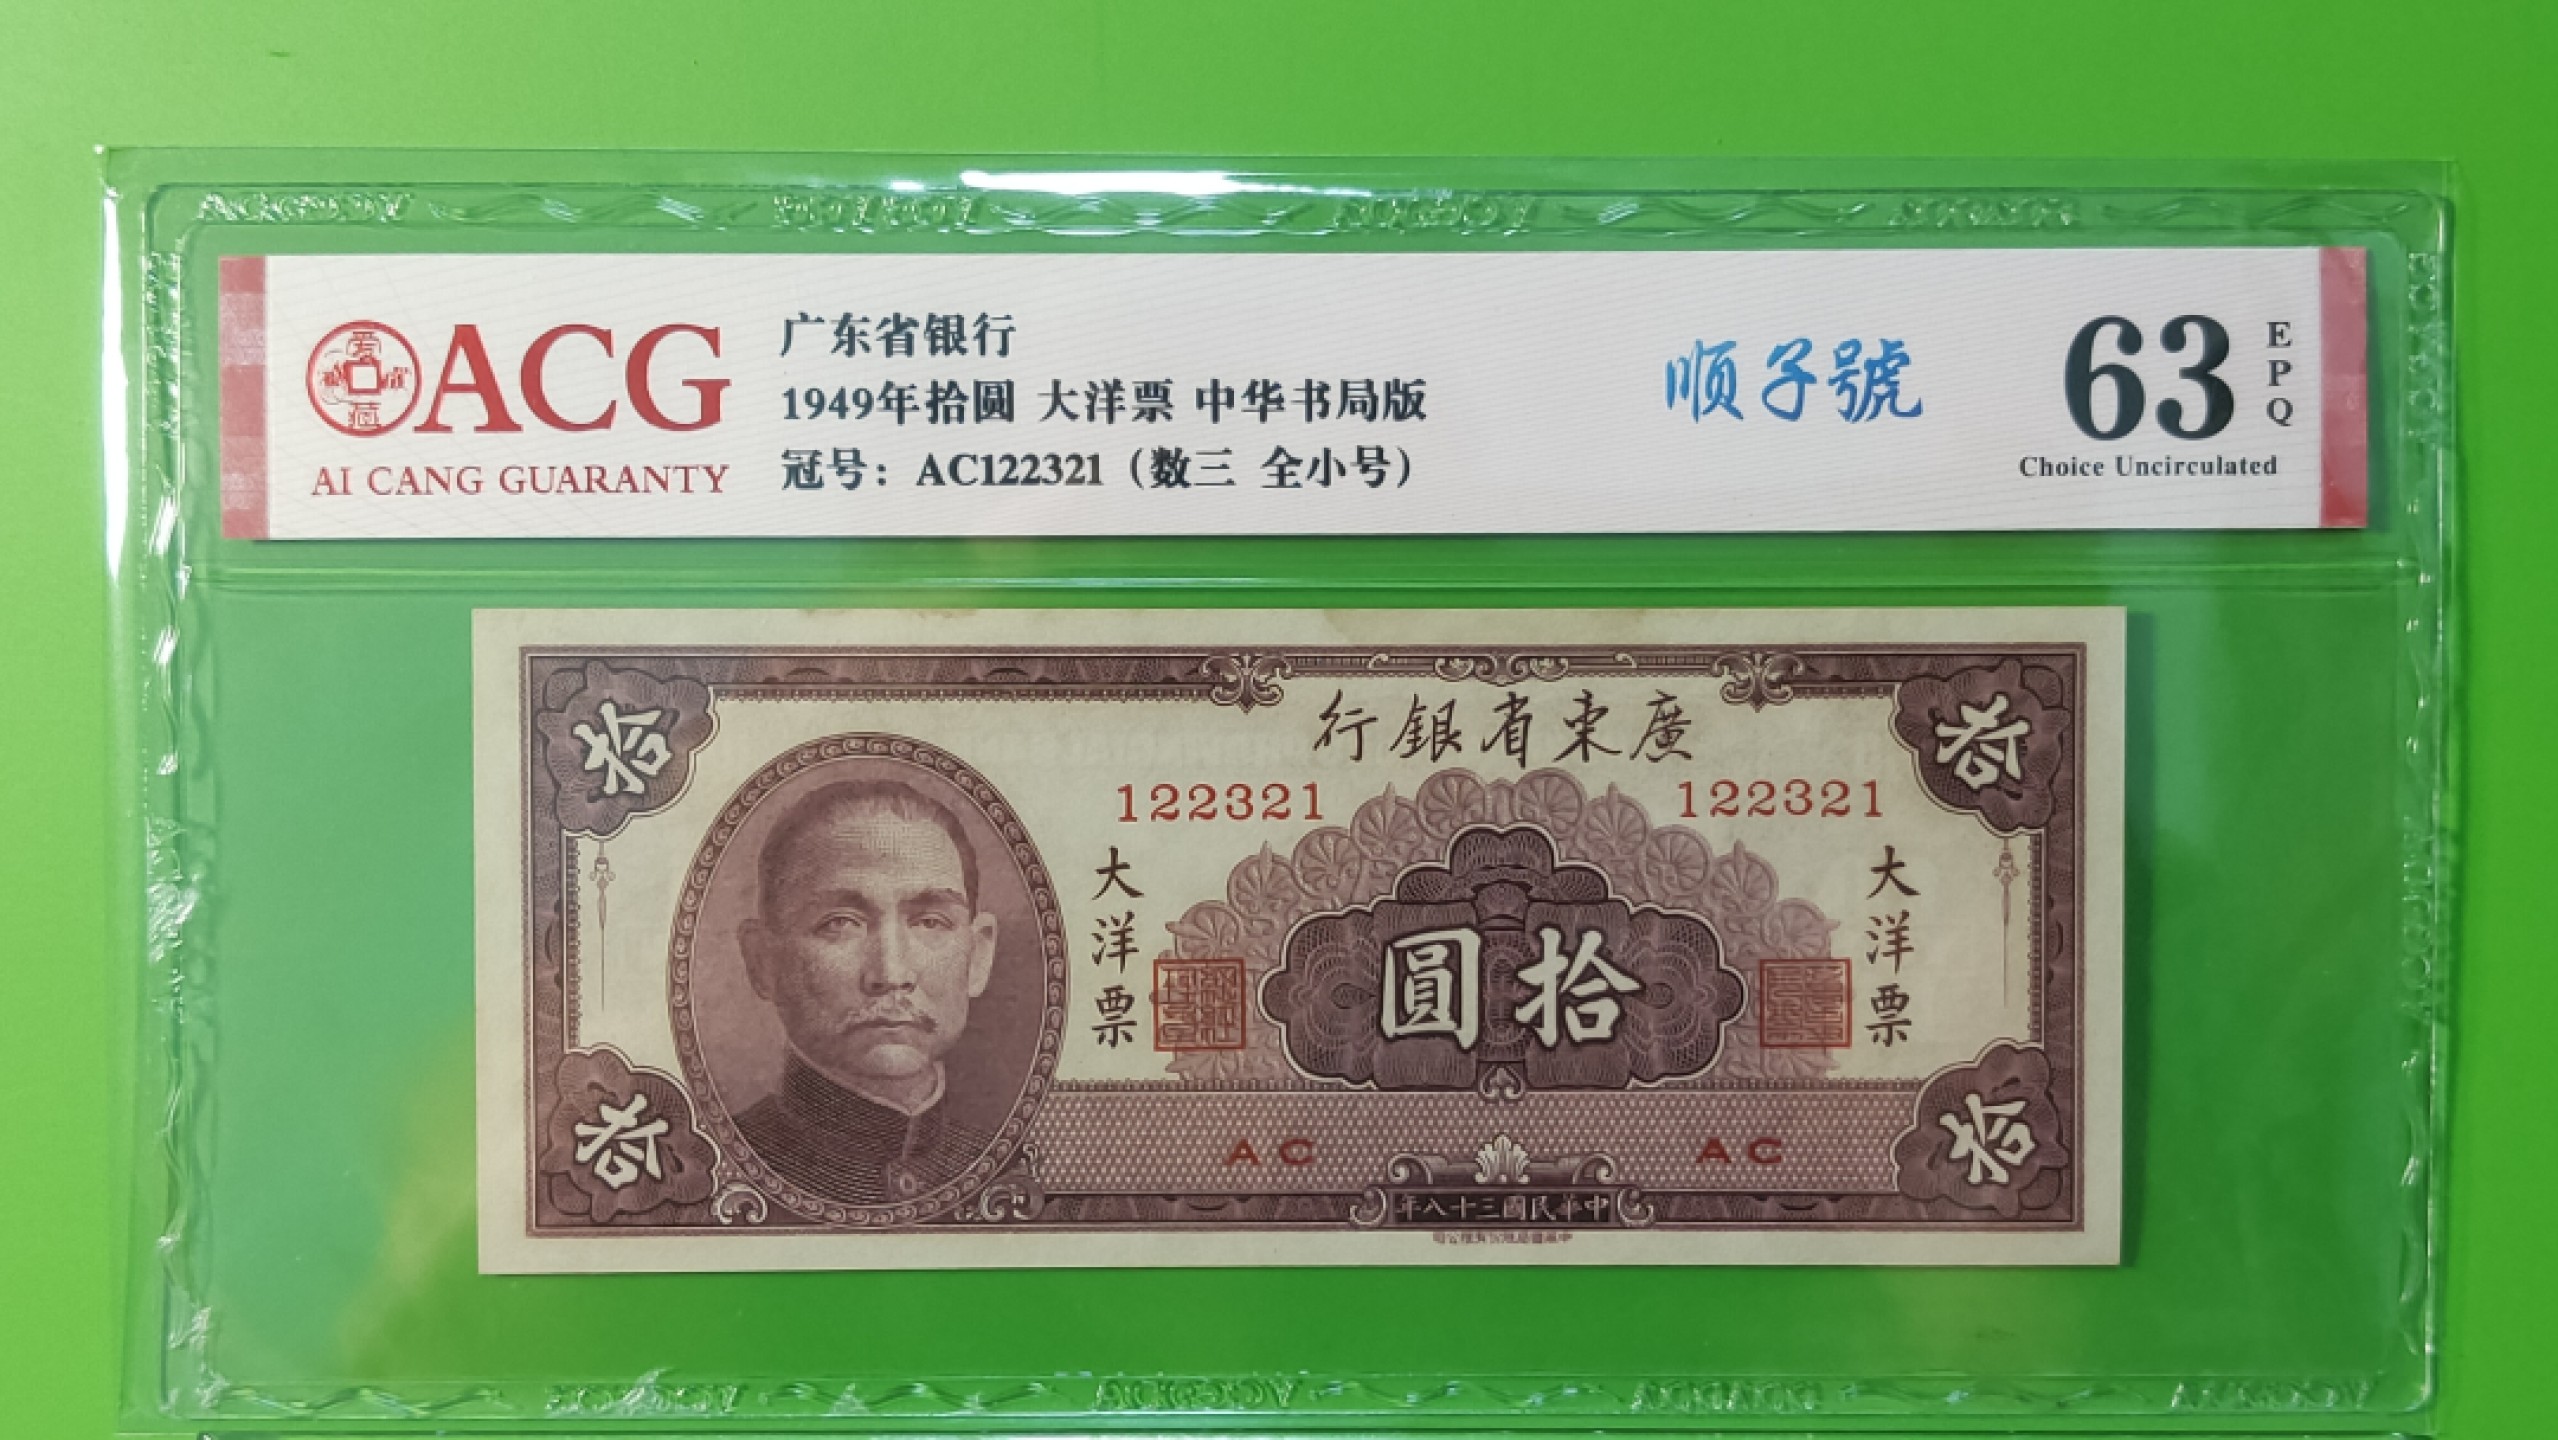 爱藏
ACG
AI CANG GUARANTY
广东省银行
1949年拾圆 大洋票 中华书局版
冠号：AC122321（数三 全小号）
顺子號
63
EPQ
Choice Uncirculated
廣東省銀行
拾
拾
122321
122321
大洋票
大洋票
拾圓
AC
AC
拾
拾
中華民國三十八年